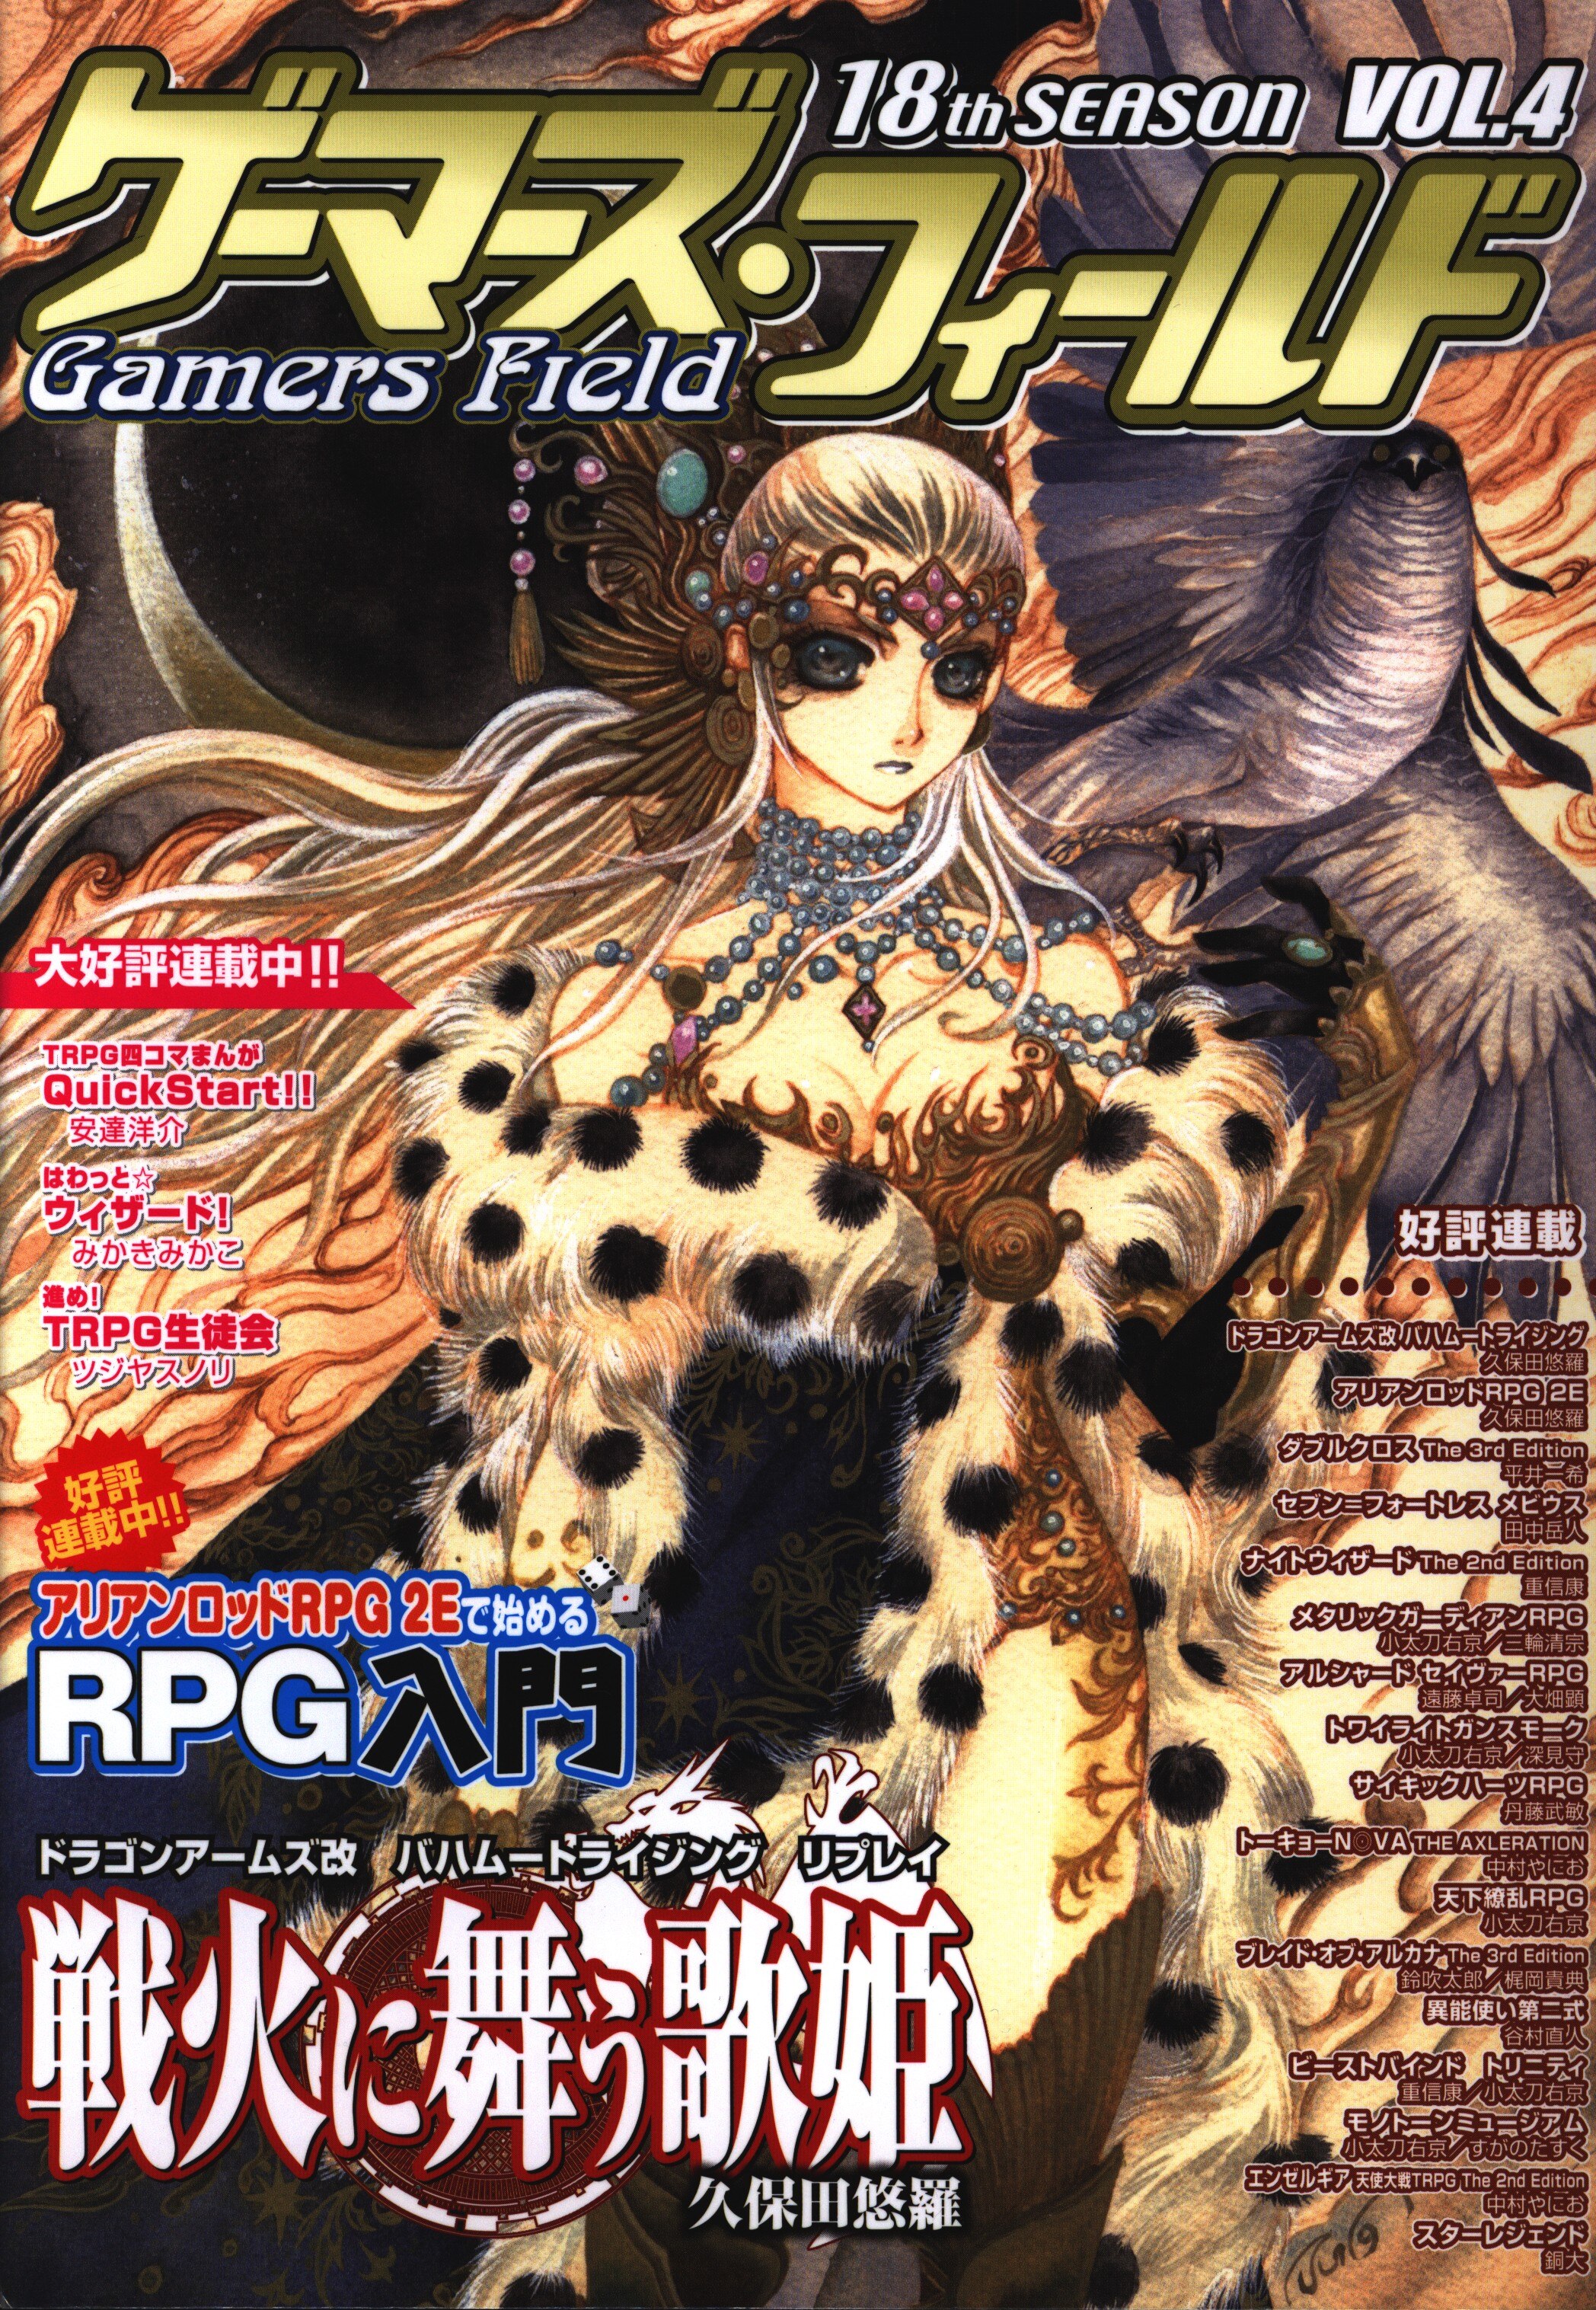 18th SEASON VOL.4
ゲーマーズ・フィールド
Gamers Field
大好評連載中!!
TRPG四コマまんが
QuickStart!!
安達洋介
はわっと☆
ウィザード!
みかきみかこ
進め!
TRPG生徒会
ツジヤスノリ
好評
連載中!!
アリアンロッドRPG 2Eで始める
RPG入門
ドラゴンアームズ改 バハムートライジング リプレイ
戦火に舞う歌姫
久保田悠羅
好評連載
ドラゴンアームズ改 バハムートライジング
久保田悠羅
アリアンロッドRPG 2E
久保田悠羅
ダブルクロス The 3rd Edition
平井一希
セブン=フォートレス メビウス
田中岳人
ナイトウィザード The 2nd Edition
重信康
メタリックガーディアンRPG
小太刀右京/三輪清宗
アルシャード セイヴァーRPG
遠藤卓司/大畑顕
トワイライトガンスモーク
小太刀右京/深見守
サイキックハーツRPG
丹藤武敏
トーキョーN◎VA THE AXLERATION
中村やにお
天下繚乱RPG
小太刀右京
ブレイド・オブ・アルカナ The 3rd Edition
鈴吹太郎/梶岡貴典
異能使い第二式
谷村直人
ビーストバインド トリニティ
重信康/小太刀右京
モノトーンミュージアム
小太刀右京/すがのたすく
エンゼルギア 天使大戦TRPG The 2nd Edition
中村やにお
スターレジェンド
銅大